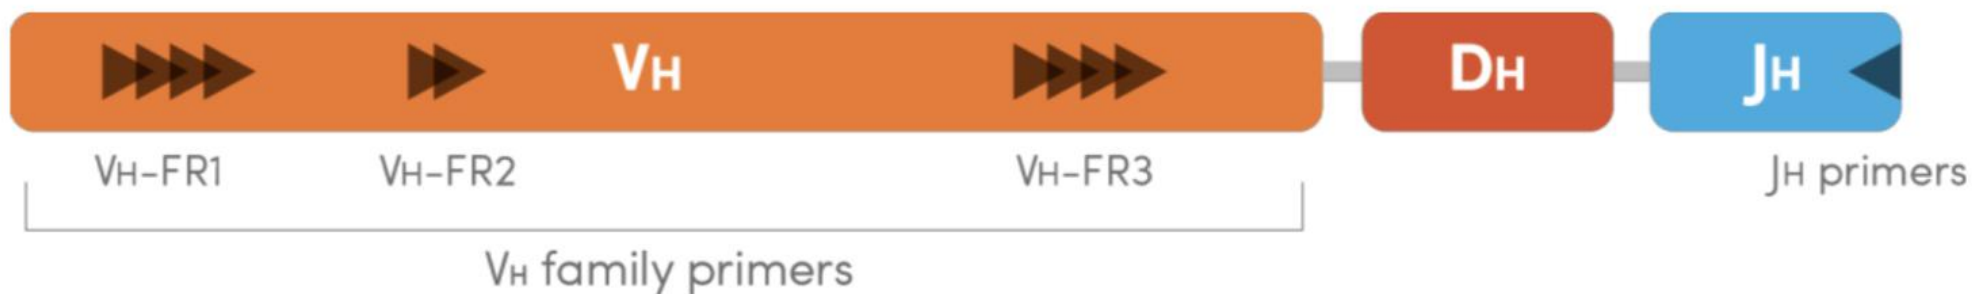 VH DH JH
VH-FR1 VH-FR2 VH-FR3 JH primers
VH family primers